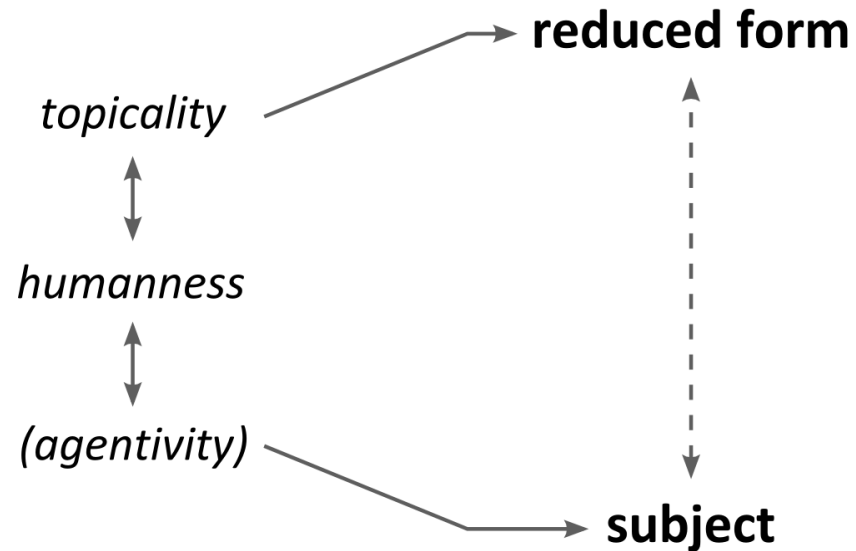 reduced form
topicality
humanness
(agentivity)
subject